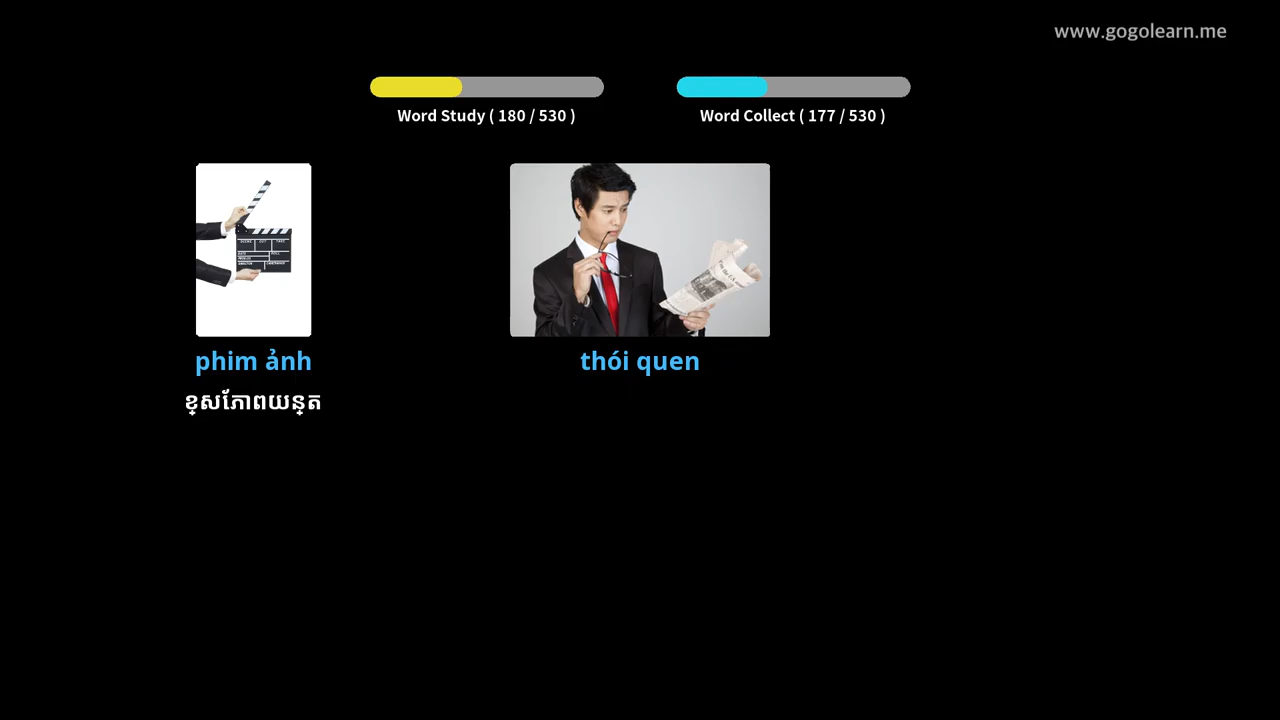 www.gogolearn.me
Word Study ( 180 / 530 )
Word Collect ( 177 / 530 )
phim ảnh
thói quen
ខ្សែភាពយន្ត